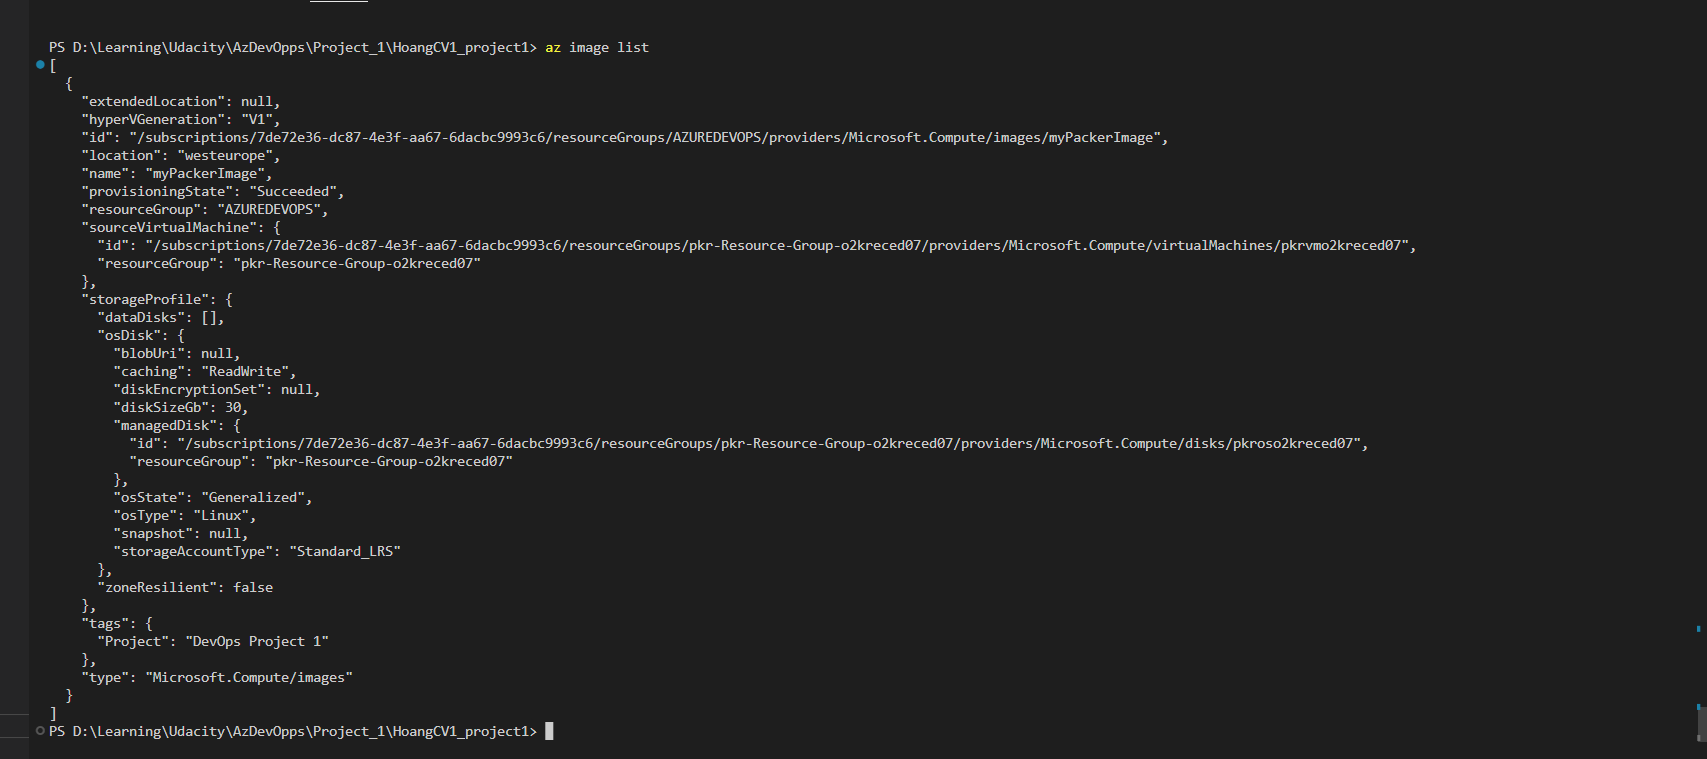 PS D:\Learning\Udacity\AzDevOpps\Project_1\HoangCV1_project1> az image list
[
  {
    "extendedLocation": null,
    "hyperVGeneration": "V1",
    "id": "/subscriptions/7de72e36-dc87-4e3f-aa67-6dacbc9993c6/resourceGroups/AZUREDEVOPS/providers/Microsoft.Compute/images/myPackerImage",
    "location": "westeurope",
    "name": "myPackerImage",
    "provisioningState": "Succeeded",
    "resourceGroup": "AZUREDEVOPS",
    "sourceVirtualMachine": {
      "id": "/subscriptions/7de72e36-dc87-4e3f-aa67-6dacbc9993c6/resourceGroups/pkr-Resource-Group-o2kreced07/providers/Microsoft.Compute/virtualMachines/pkrvmo2kreced07",
      "resourceGroup": "pkr-Resource-Group-o2kreced07"
    },
    "storageProfile": {
      "dataDisks": [],
      "osDisk": {
        "blobUri": null,
        "caching": "ReadWrite",
        "diskEncryptionSet": null,
        "diskSizeGb": 30,
        "managedDisk": {
          "id": "/subscriptions/7de72e36-dc87-4e3f-aa67-6dacbc9993c6/resourceGroups/pkr-Resource-Group-o2kreced07/providers/Microsoft.Compute/disks/pkroso2kreced07",
          "resourceGroup": "pkr-Resource-Group-o2kreced07"
        },
        "osState": "Generalized",
        "osType": "Linux",
        "snapshot": null,
        "storageAccountType": "Standard_LRS"
      },
      "zoneResilient": false
    },
    "tags": {
      "Project": "DevOps Project 1"
    },
    "type": "Microsoft.Compute/images"
  }
]
PS D:\Learning\Udacity\AzDevOpps\Project_1\HoangCV1_project1>